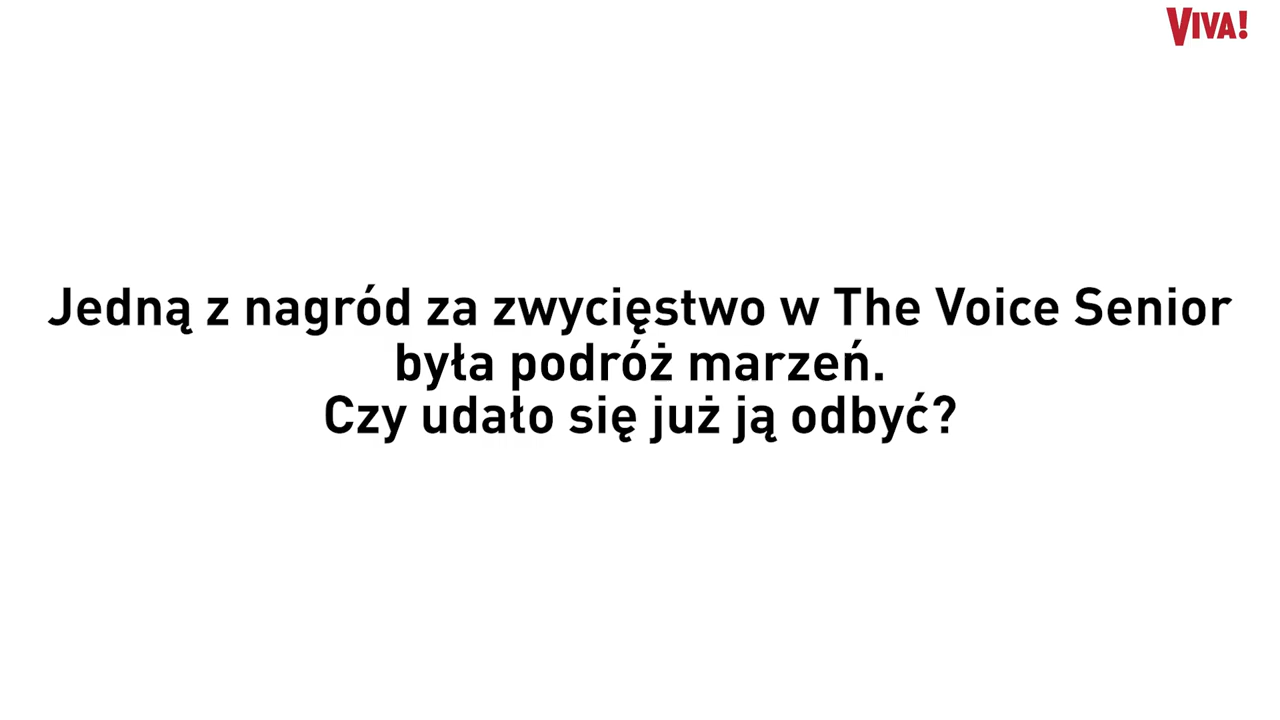 VIVA!
Jedną z nagród za zwycięstwo w The Voice Senior
była podróż marzeń.
Czy udało się już ją odbyć?